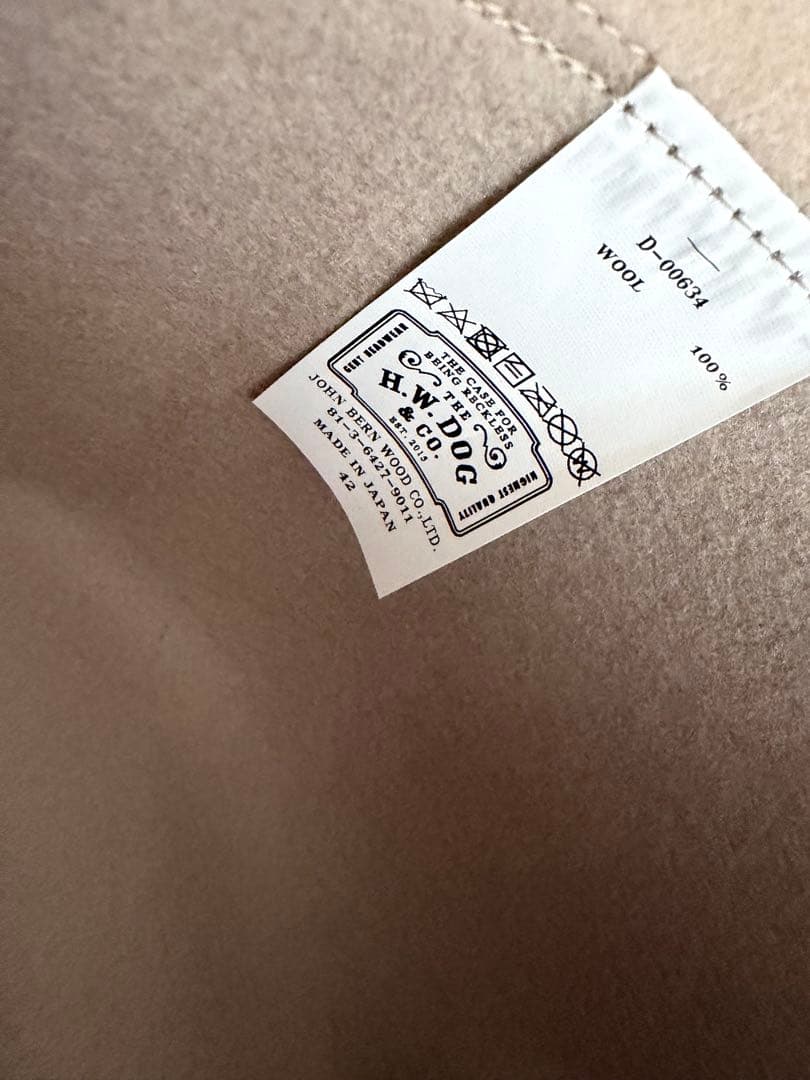 D-00634
WOOL 100%
GENT HEADWEAR
THE CASE FOR
BEING RECKLESS
THE
H.W.DOG
& CO.
EST. 2015
HIGHEST QUALITY
JOHN BERN WOOD CO.,LTD.
81-3-6427-9011
MADE IN JAPAN
42